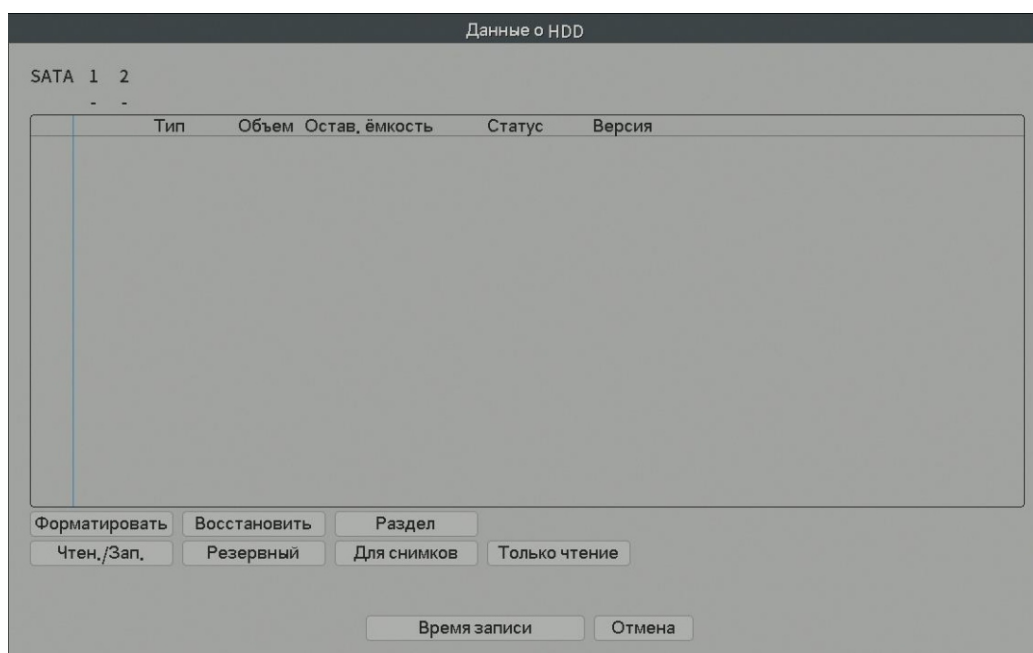 Данные о HDD
SATA 1 2
- -
Тип Объем Остав. ёмкость Статус Версия
Форматировать Восстановить Раздел
Чтен./Зап. Резервный Для снимков Только чтение
Время записи Отмена